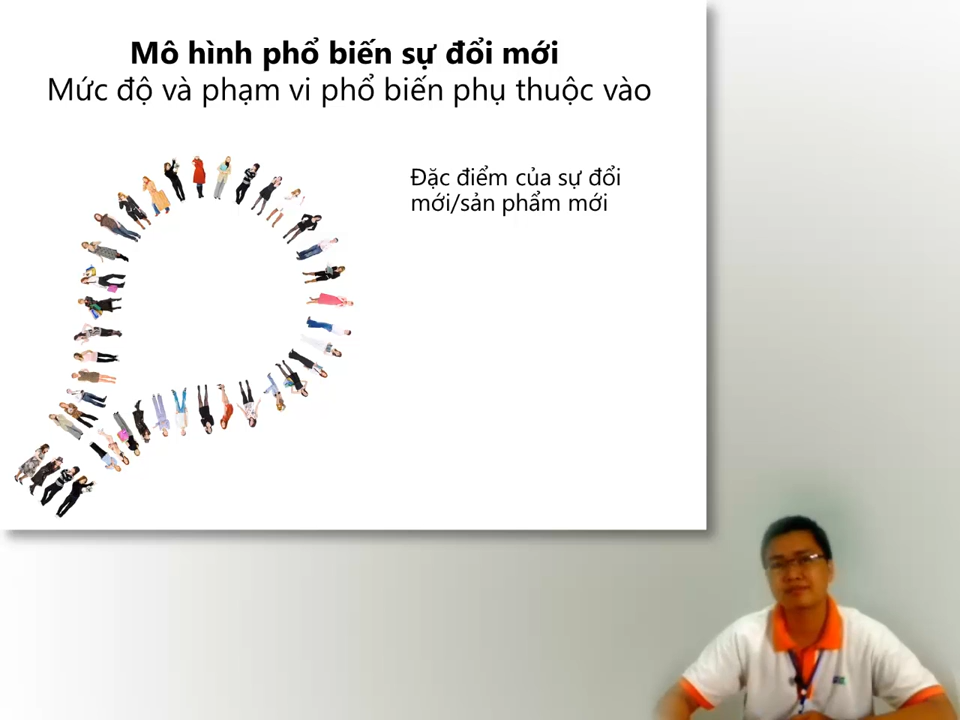 Mô hình phổ biến sự đổi mới
Mức độ và phạm vi phổ biến phụ thuộc vào
Đặc điểm của sự đổi
mới/sản phẩm mới